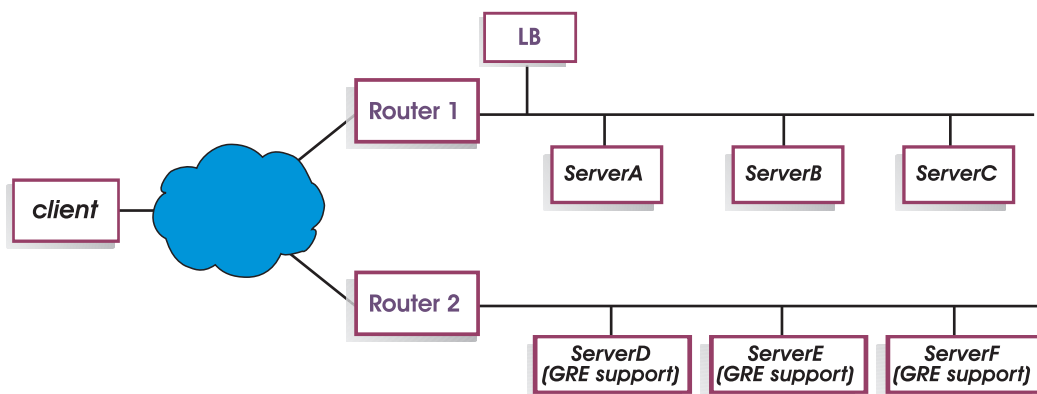 LB
Router 1
ServerA
ServerB
ServerC
client
Router 2
ServerD
(GRE support)
ServerE
(GRE support)
ServerF
(GRE support)